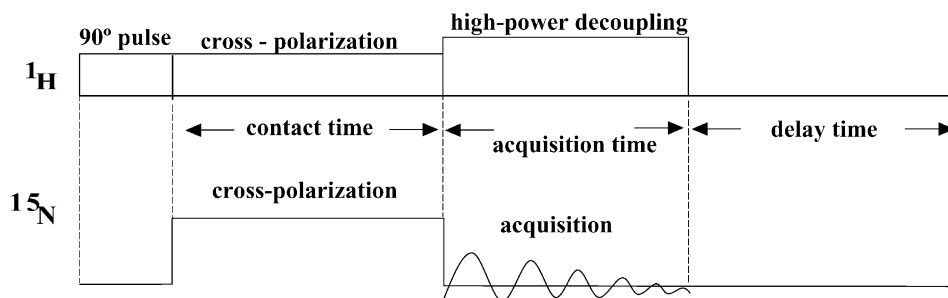 90º pulse
cross - polarization
high-power decoupling
1H
contact time
acquisition time
delay time
cross-polarization
15N
acquisition